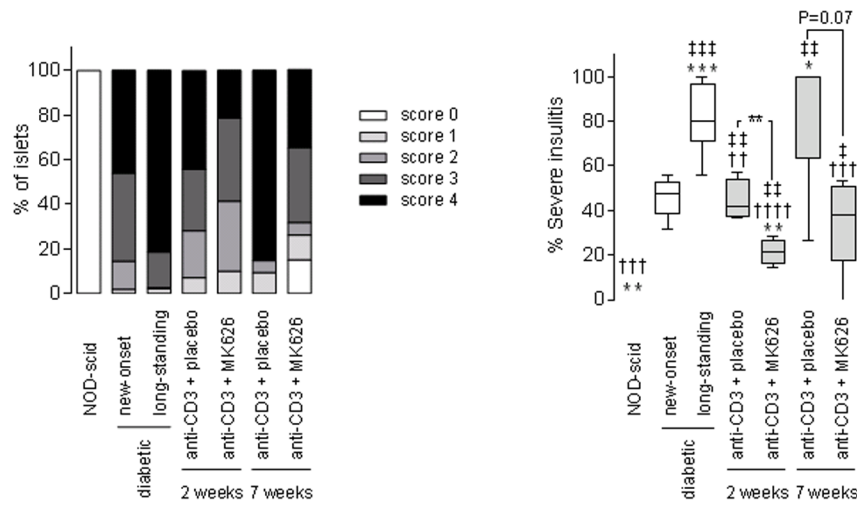 % of islets
100
80
60
40
20
0
NOD-scid
new-onset
long-standing
anti-CD3 + placebo
anti-CD3 + MK626
anti-CD3 + placebo
anti-CD3 + MK626
diabetic
2 weeks
7 weeks
score 0
score 1
score 2
score 3
score 4
% Severe insulitis
100
80
60
40
20
0
†††
**
‡‡‡
***
**
‡‡
††
‡‡
††††
**
P=0.07
‡‡
*
‡
†††
NOD-scid
new-onset
long-standing
anti-CD3 + placebo
anti-CD3 + MK626
anti-CD3 + placebo
anti-CD3 + MK626
diabetic
2 weeks
7 weeks